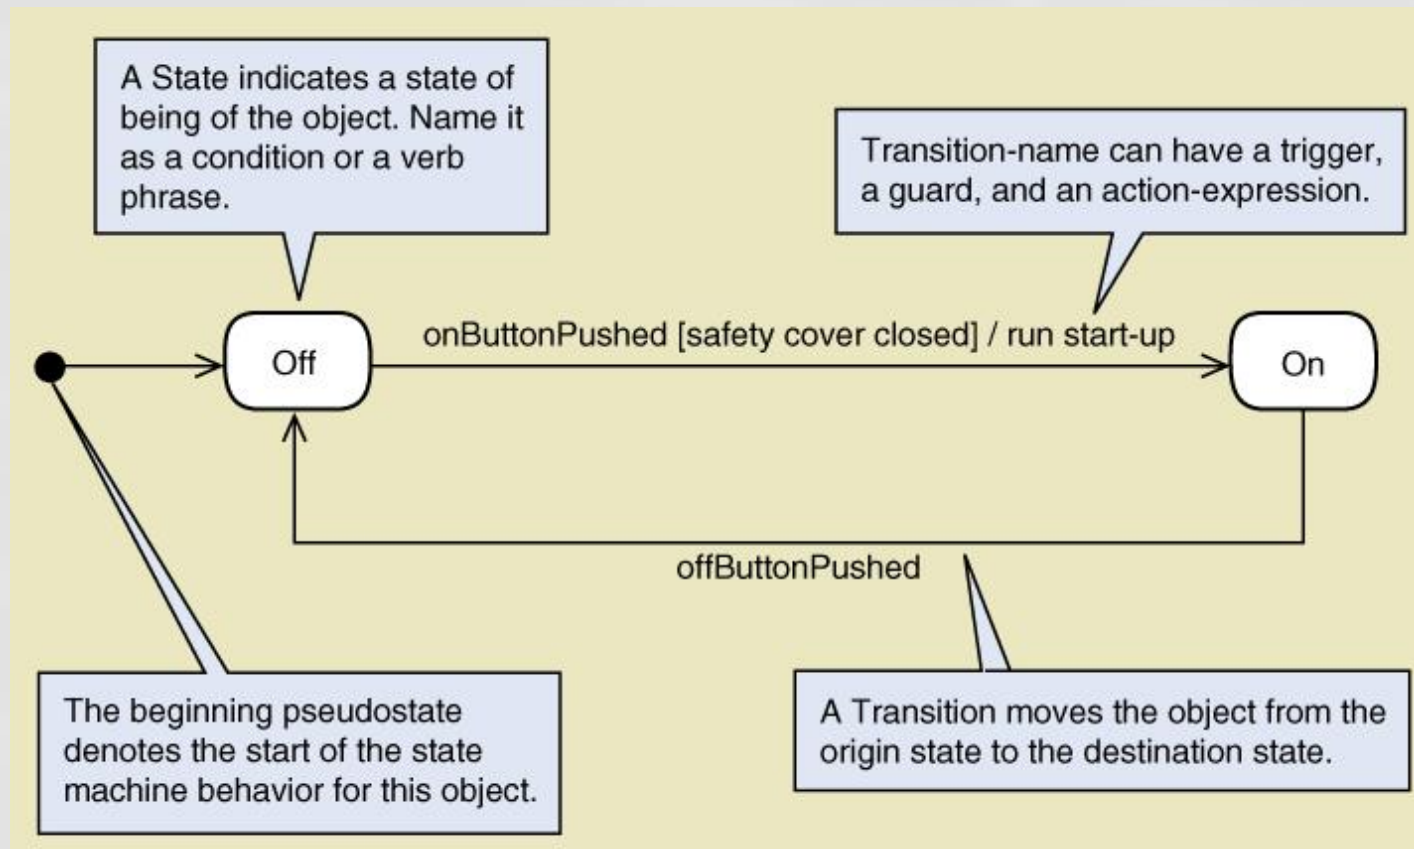 A State indicates a state of
being of the object. Name it
as a condition or a verb
phrase.
Transition-name can have a trigger,
a guard, and an action-expression.
onButtonPushed [safety cover closed] / run start-up
Off
On
offButtonPushed
The beginning pseudostate
denotes the start of the state
machine behavior for this object.
A Transition moves the object from the
origin state to the destination state.